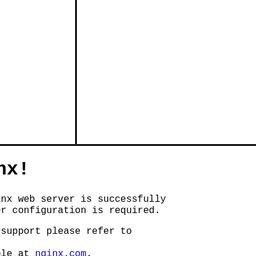 nx!
nx web server is successfully
r configuration is required.
support please refer to
le at nginx.com.